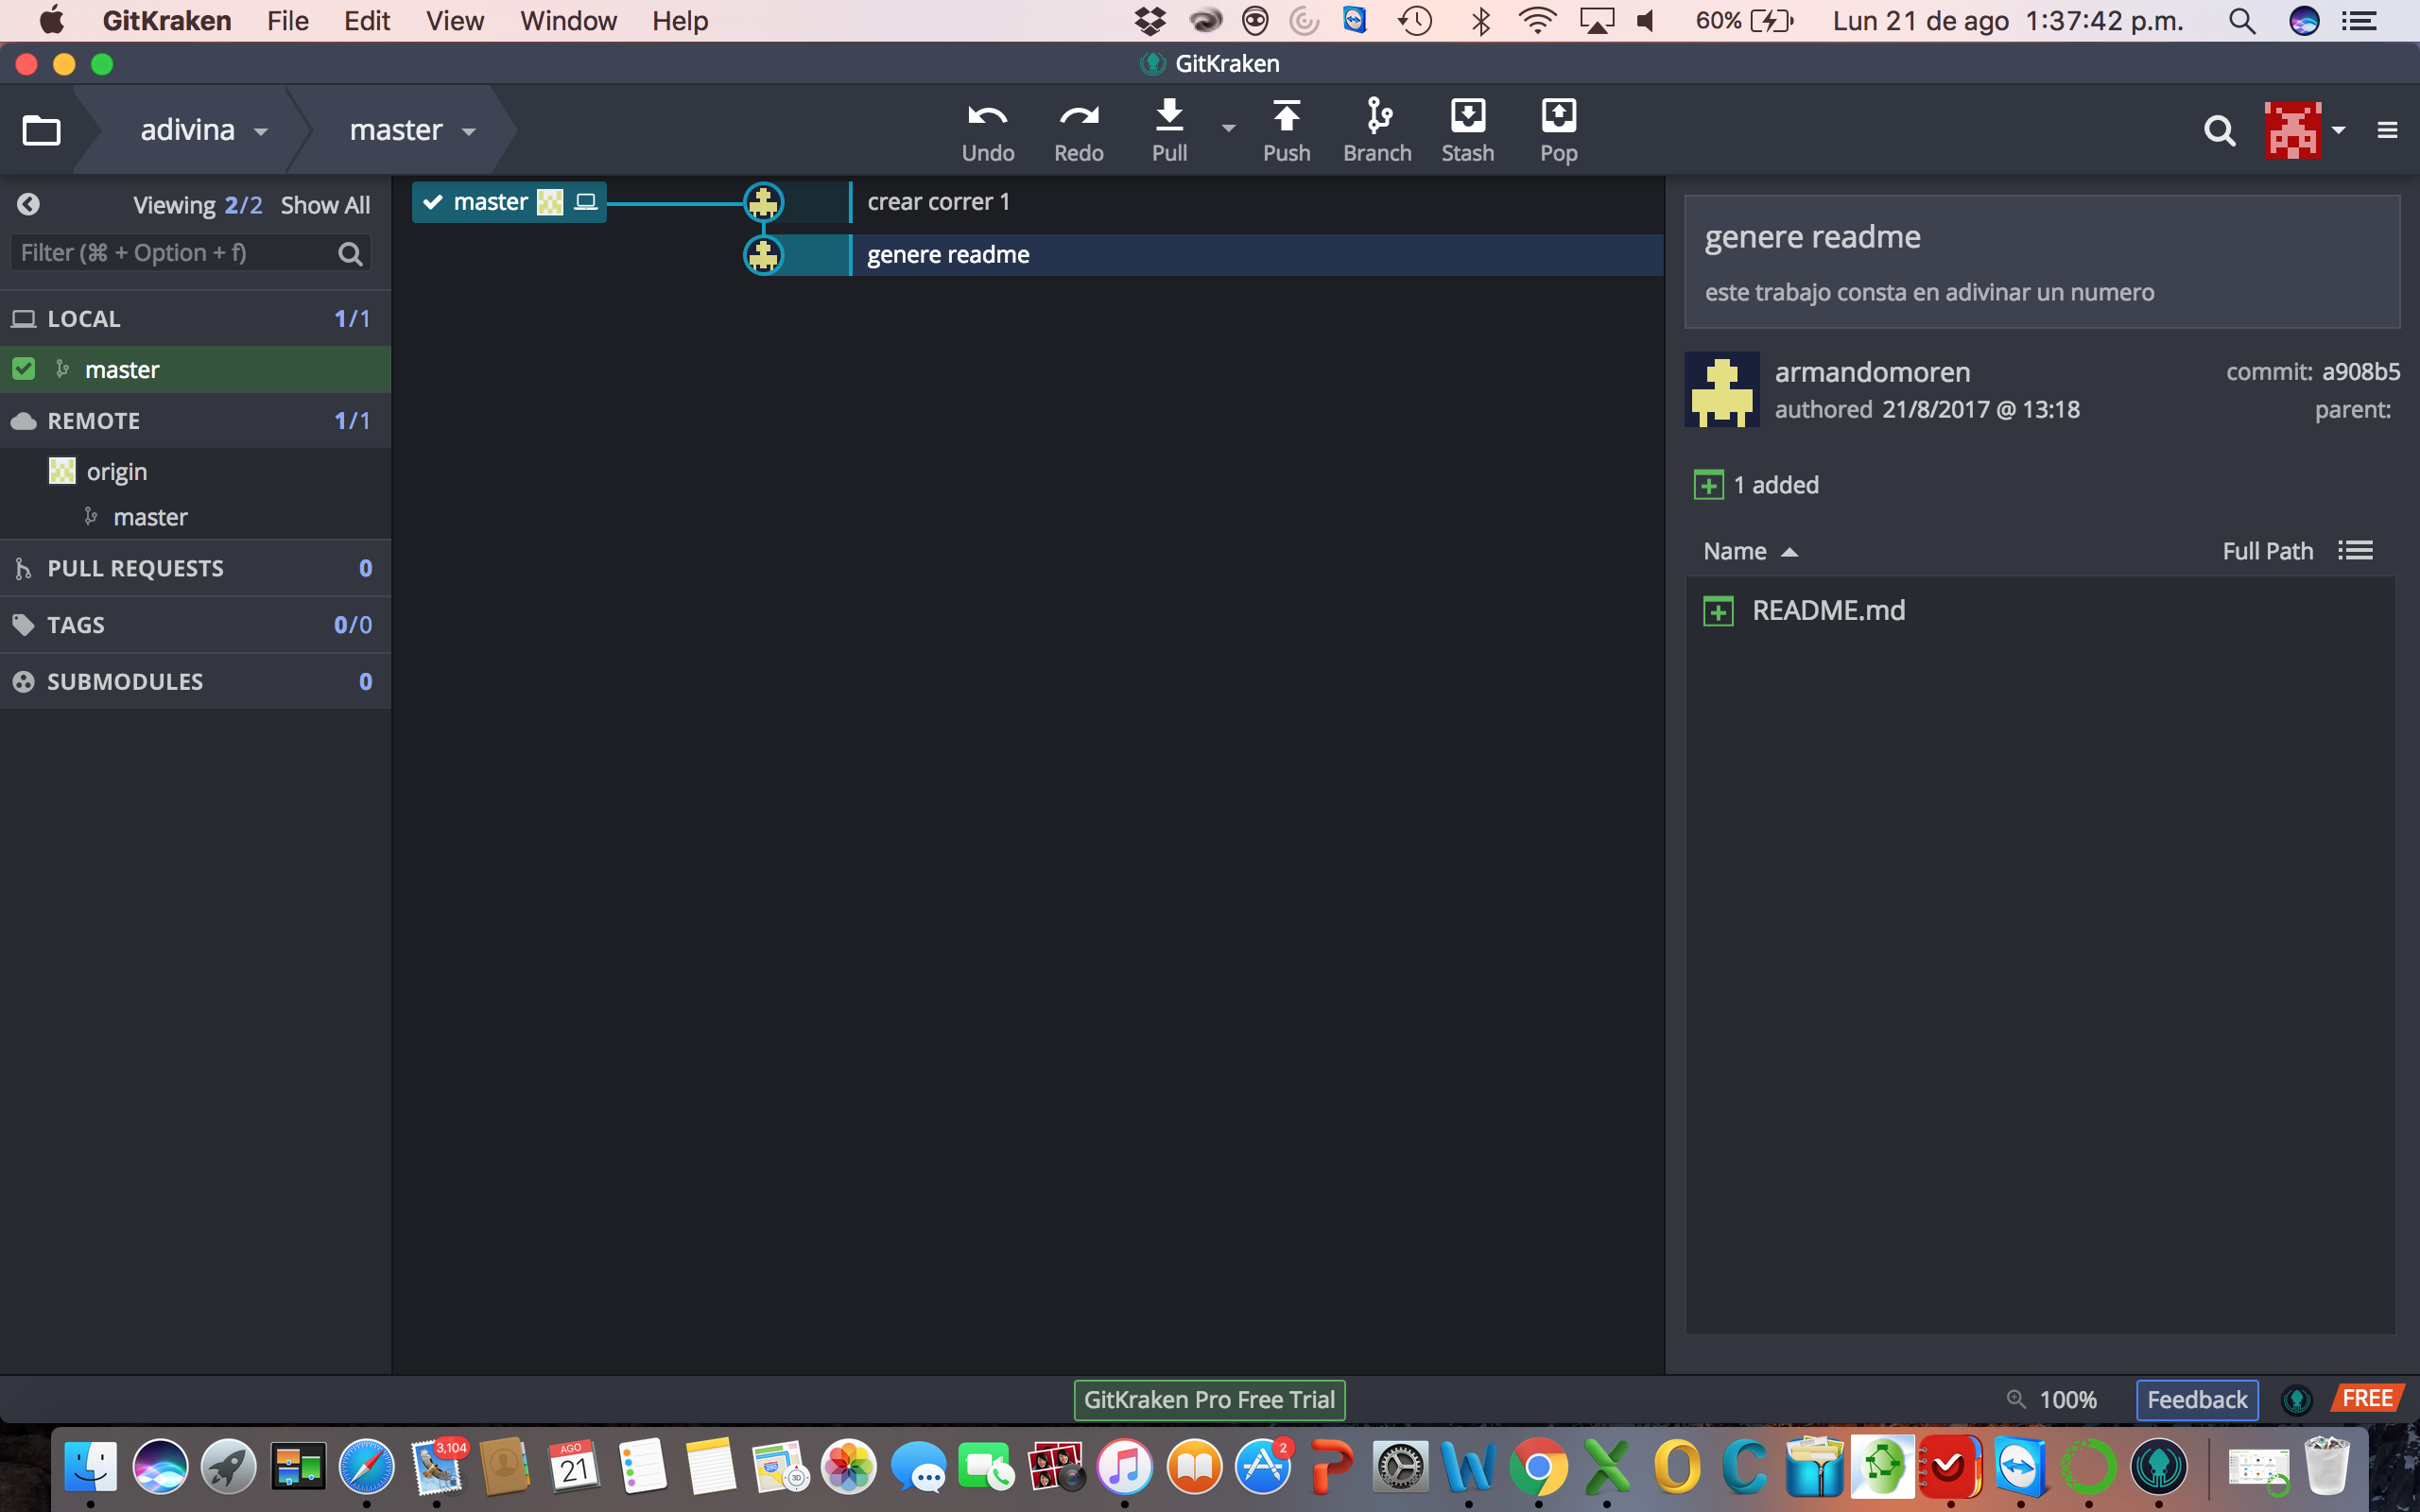 GitKraken File Edit View Window Help 60% Lun 21 de ago 1:37:42 p.m.
GitKraken
adivina master Undo Redo Pull Push Branch Stash Pop
Viewing 2/2 Show All
Filter (⌘ + Option + f)
LOCAL 1/1
master
REMOTE 1/1
origin
master
PULL REQUESTS 0
TAGS 0/0
SUBMODULES 0
master crear correr 1
genere readme
genere readme
este trabajo consta en adivinar un numero
armandomoren commit: a908b5
authored 21/8/2017 @ 13:18 parent:
1 added
Name Full Path
README.md
GitKraken Pro Free Trial 100% Feedback FREE
3,104
AGO
21
3D
2